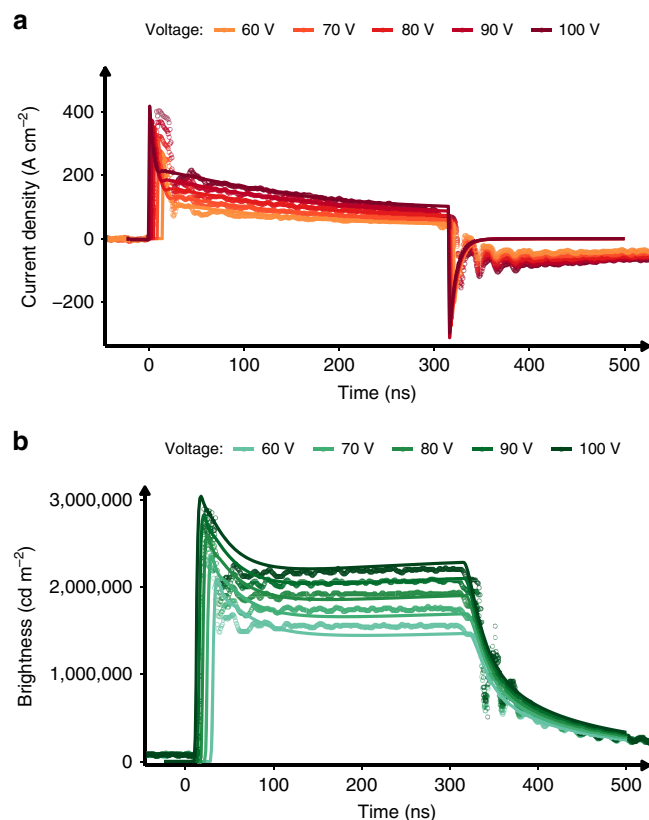 a
Voltage: 60 V 70 V 80 V 90 V 100 V
400
200
0
−200
Current density (A cm⁻²)
0 100 200 300 400 500
Time (ns)
b
Voltage: 60 V 70 V 80 V 90 V 100 V
3,000,000
2,000,000
1,000,000
0
Brightness (cd m⁻²)
0 100 200 300 400 500
Time (ns)